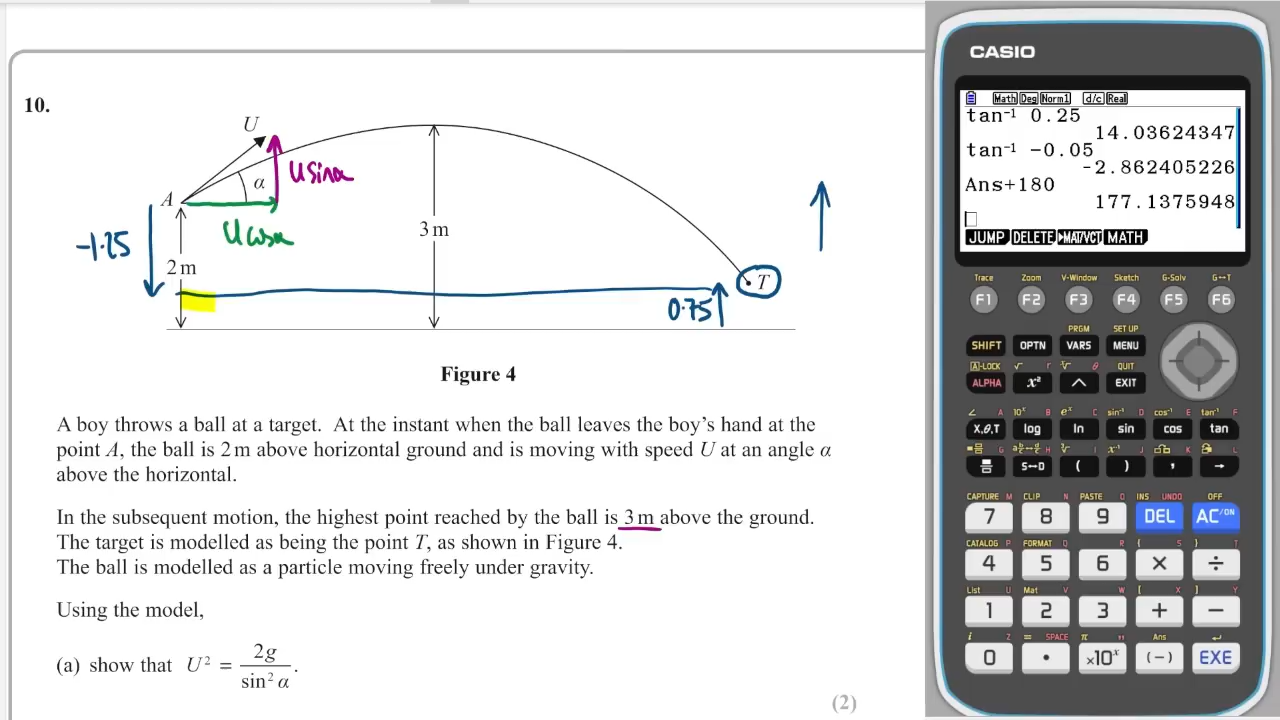 10.
U
A
α
U sinα
U cosα
-1.25
2 m
3 m
T
0.75
Figure 4
A boy throws a ball at a target. At the instant when the ball leaves the boy's hand at the
point A, the ball is 2 m above horizontal ground and is moving with speed U at an angle α
above the horizontal.
In the subsequent motion, the highest point reached by the ball is 3 m above the ground.
The target is modelled as being the point T, as shown in Figure 4.
The ball is modelled as a particle moving freely under gravity.
Using the model,
(a) show that U² = 2g / sin² α .
(2)
CASIO
Math Deg Norm1 d/c Real
tan⁻¹ 0.25
14.03624347
tan⁻¹ -0.05
-2.862405226
Ans+180
177.1375948
JUMP DELETE ▶MAT/VCT MATH
Trace Zoom V-Window Sketch G-Solv G↔T
F1 F2 F3 F4 F5 F6
PRGM SET UP
SHIFT OPTN VARS MENU
A-LOCK √ r ˣ√ θ QUIT
ALPHA x² ^ EXIT
∠ A 10ˣ B eˣ C sin⁻¹ D cos⁻¹ E tan⁻¹ F
X,θ,T log ln sin cos tan
G H ³√ I x⁻¹ J K L
S↔D ( ) , →
CAPTURE M CLIP N PASTE O INS UNDO OFF
7 8 9 DEL AC/ON
CATALOG P FORMAT Q R { S } T
4 5 6 × ÷
List U Mat V W [ X ] Y
1 2 3 + −
i Z = SPACE π " Ans ↵
0 . ×10ˣ (−) EXE